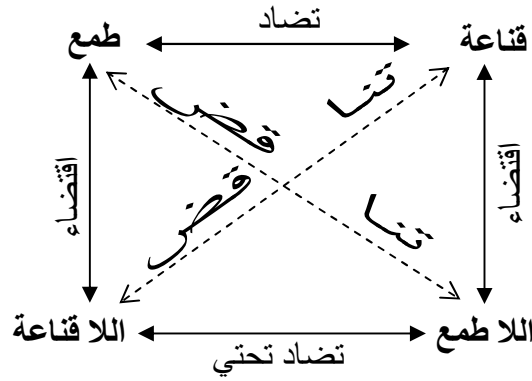 تضاد
قناعة
طمع
تنا
قض
اقتضاء
اقتضاء
تنا
قض
اللا طمع
اللا قناعة
تضاد تحتي